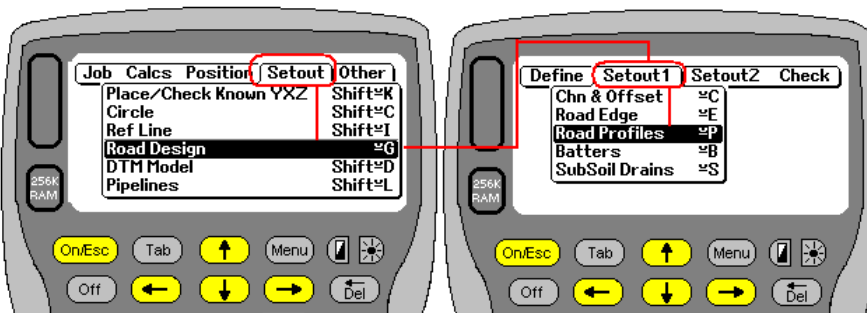 Job Calcs Position Setout Other
Place/Check Known YXZ Shift⌥K
Circle Shift⌥C
Ref Line Shift⌥I
Road Design ⌥G
DTM Model Shift⌥D
Pipelines Shift⌥L
256K
RAM
On/Esc Tab Menu
Off Del
Define Setout1 Setout2 Check
Chn & Offset ⌥C
Road Edge ⌥E
Road Profiles ⌥P
Batters ⌥B
SubSoil Drains ⌥S
256K
RAM
On/Esc Tab Menu
Off Del